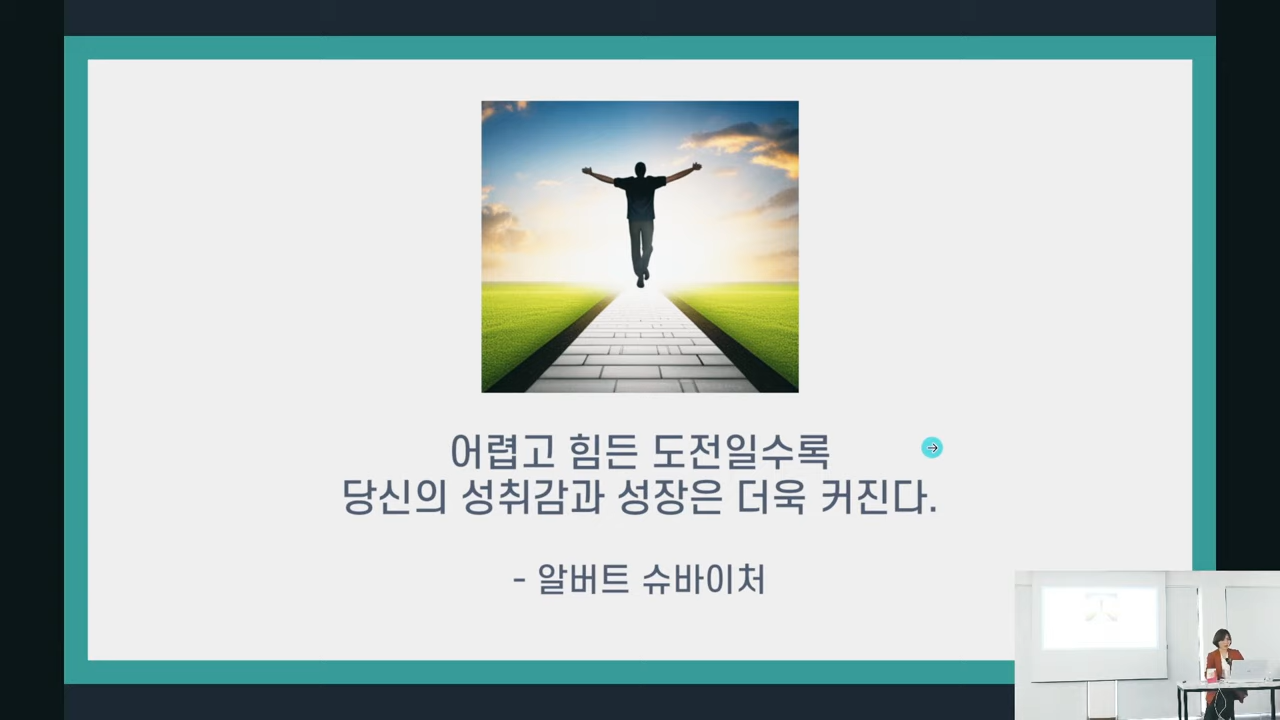 어렵고 힘든 도전일수록
당신의 성취감과 성장은 더욱 커진다.
- 알버트 슈바이처